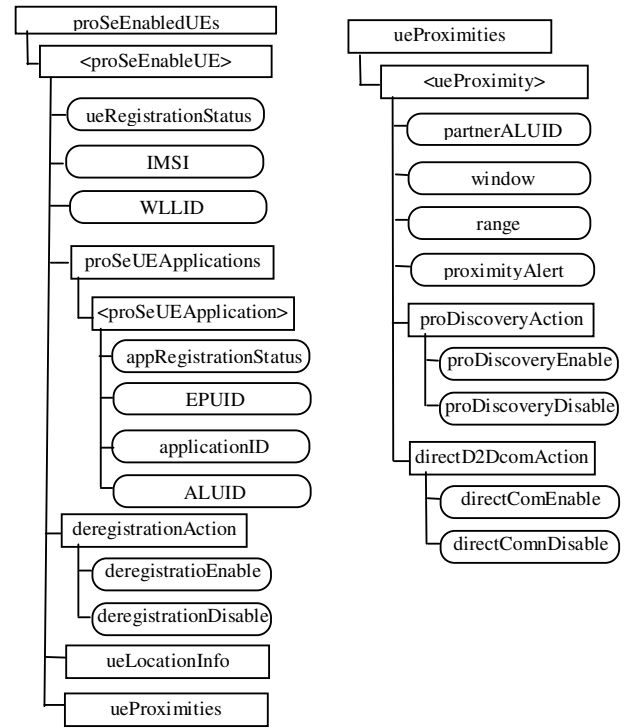 proSeEnabledUEs
<proSeEnableUE>
ueRegistrationStatus
IMSI
WLLID
proSeUEApplications
<proSeUEApplication>
appRegistrationStatus
EPUID
applicationID
ALUID
deregistrationAction
deregistratioEnable
deregistrationDisable
ueLocationInfo
ueProximities
ueProximities
<ueProximity>
partnerALUID
window
range
proximityAlert
proDiscoveryAction
proDiscoveryEnable
proDiscoveryDisable
directD2DcomAction
directComEnable
directComnDisable